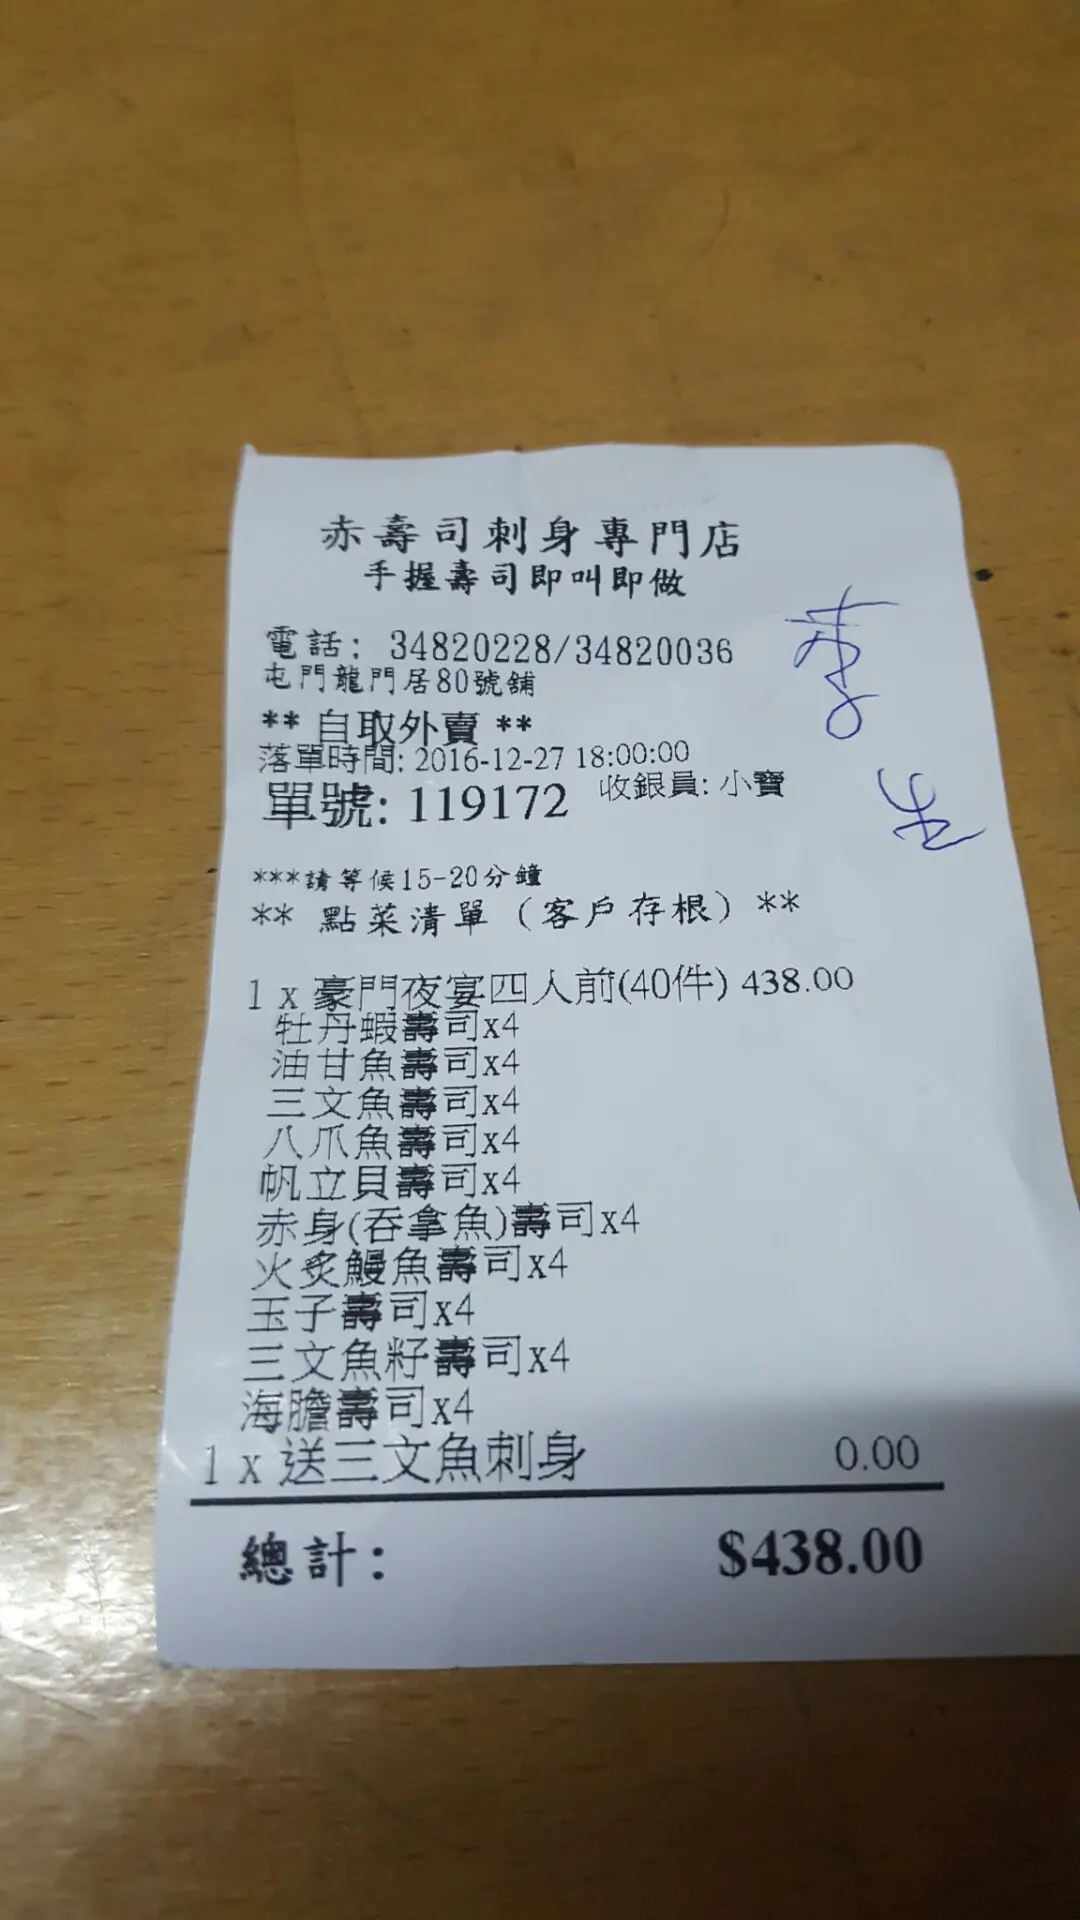 赤壽司刺身專門店
手握壽司即叫即做
電話: 34820228/34820036
屯門龍門居80號舖
** 自取外賣 **
落單時間: 2016-12-27 18:00:00
單號: 119172 收銀員: 小寶
***請等候15-20分鐘
** 點菜清單 (客戶存根) **
1 x 豪門夜宴四人前(40件) 438.00
牡丹蝦壽司x4
油甘魚壽司x4
三文魚壽司x4
八爪魚壽司x4
帆立貝壽司x4
赤身(吞拿魚)壽司x4
火炙鰻魚壽司x4
玉子壽司x4
三文魚籽壽司x4
海膽壽司x4
1 x 送三文魚刺身 0.00
總計: $438.00